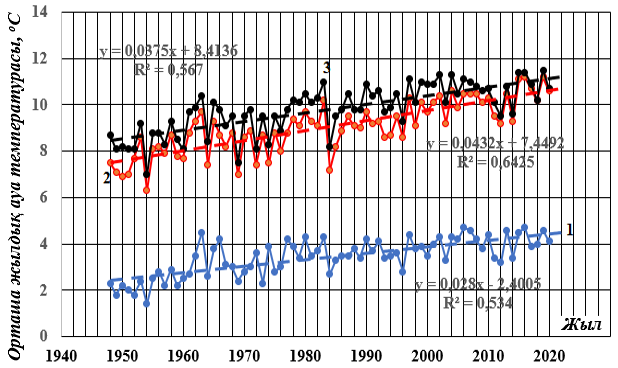 Орташа жылдық ауа температурасы, °С
14
12
10
8
6
4
2
0
y = 0,0375x + 8,4136
R² = 0,567
3
2
y = 0,0432x + 7,4492
R² = 0,6425
1
y = 0,028x - 2,4005
R² = 0,534
Жыл
1940 1950 1960 1970 1980 1990 2000 2010 2020